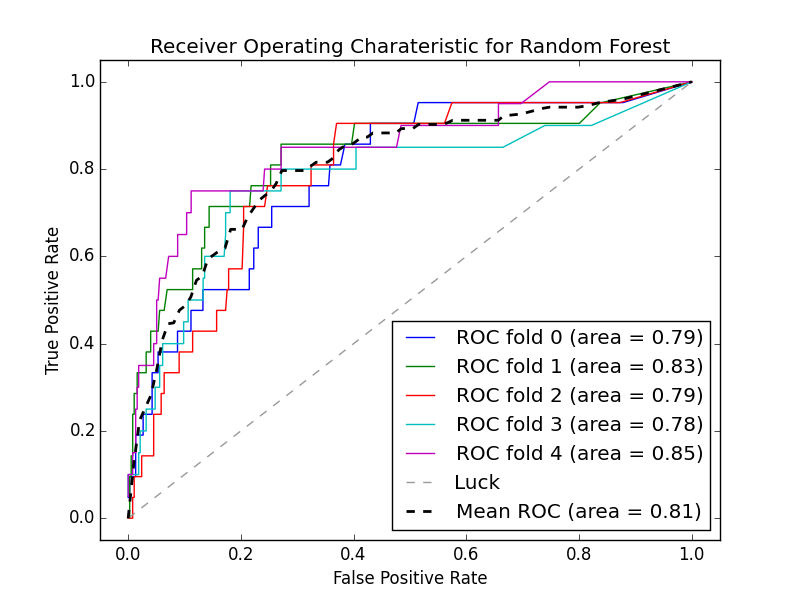 Receiver Operating Charateristic for Random Forest
1.0
0.8
0.6
0.4
0.2
0.0
True Positive Rate
ROC fold 0 (area = 0.79)
ROC fold 1 (area = 0.83)
ROC fold 2 (area = 0.79)
ROC fold 3 (area = 0.78)
ROC fold 4 (area = 0.85)
Luck
Mean ROC (area = 0.81)
0.0 0.2 0.4 0.6 0.8 1.0
False Positive Rate